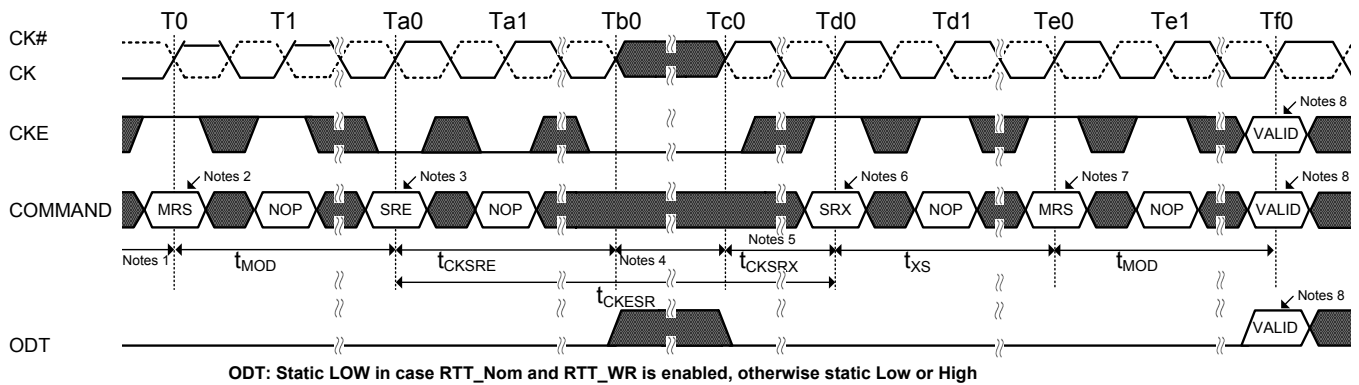 T0 T1 Ta0 Ta1 Tb0 Tc0 Td0 Td1 Te0 Te1 Tf0
CK#
CK
Notes 8
CKE
VALID
Notes 2 Notes 3 Notes 6 Notes 7 Notes 8
COMMAND MRS NOP SRE NOP SRX NOP MRS NOP VALID
Notes 1 tMOD tCKSRE Notes 4 Notes 5 tCKSRX tXS tMOD
tCKESR
Notes 8
ODT
VALID
ODT: Static LOW in case RTT_Nom and RTT_WR is enabled, otherwise static Low or High